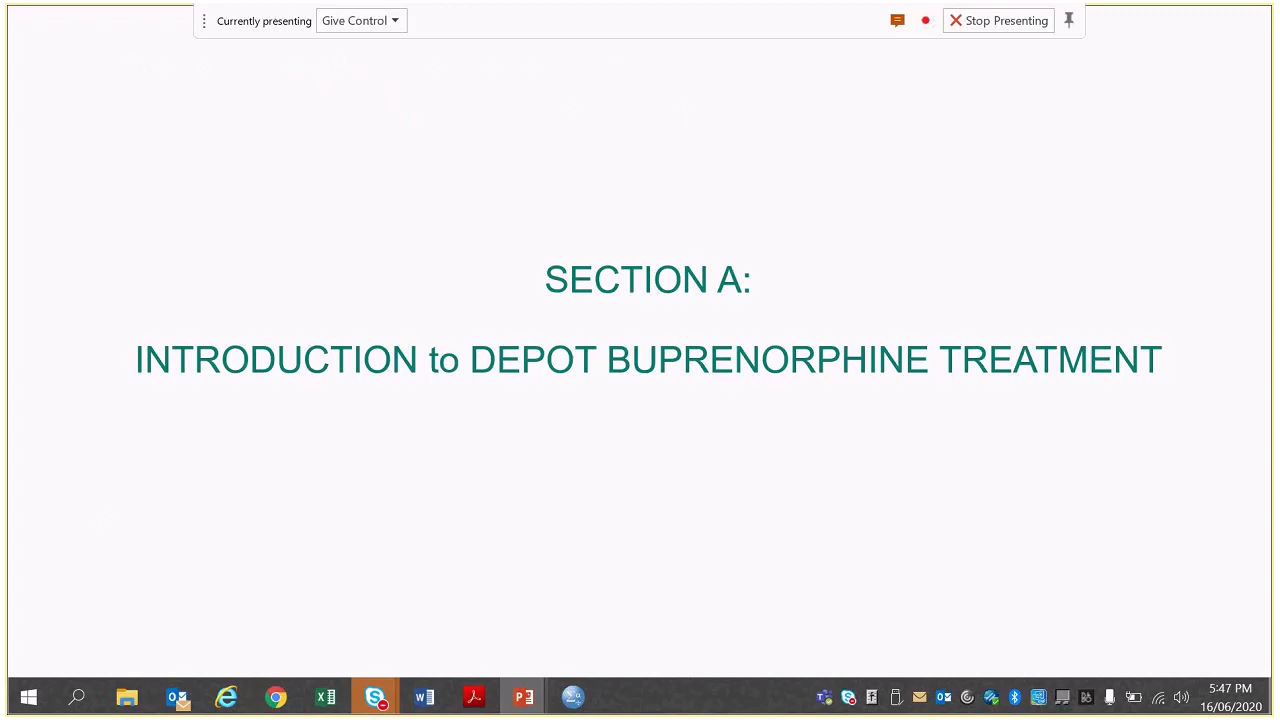 Currently presenting Give Control Stop Presenting
SECTION A:
INTRODUCTION to DEPOT BUPRENORPHINE TREATMENT
5:47 PM
16/06/2020